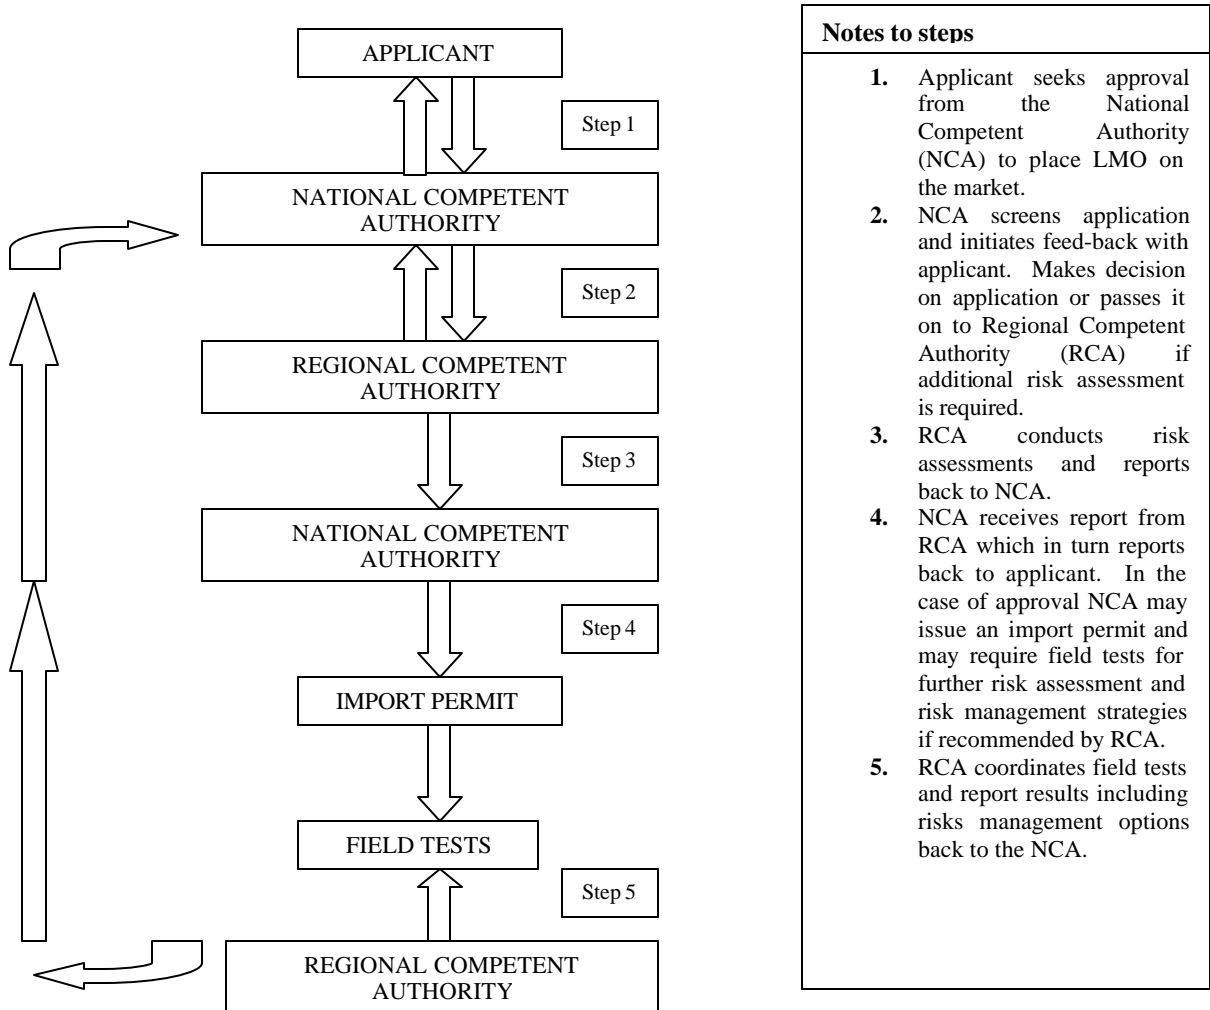 APPLICANT
Step 1
NATIONAL COMPETENT
AUTHORITY
Step 2
REGIONAL COMPETENT
AUTHORITY
Step 3
NATIONAL COMPETENT
AUTHORITY
Step 4
IMPORT PERMIT
FIELD TESTS
Step 5
REGIONAL COMPETENT
AUTHORITY
Notes to steps
1. Applicant seeks approval
from the National
Competent Authority
(NCA) to place LMO on
the market.
2. NCA screens application
and initiates feed-back with
applicant. Makes decision
on application or passes it
on to Regional Competent
Authority (RCA) if
additional risk assessment
is required.
3. RCA conducts risk
assessments and reports
back to NCA.
4. NCA receives report from
RCA which in turn reports
back to applicant. In the
case of approval NCA may
issue an import permit and
may require field tests for
further risk assessment and
risk management strategies
if recommended by RCA.
5. RCA coordinates field tests
and report results including
risks management options
back to the NCA.